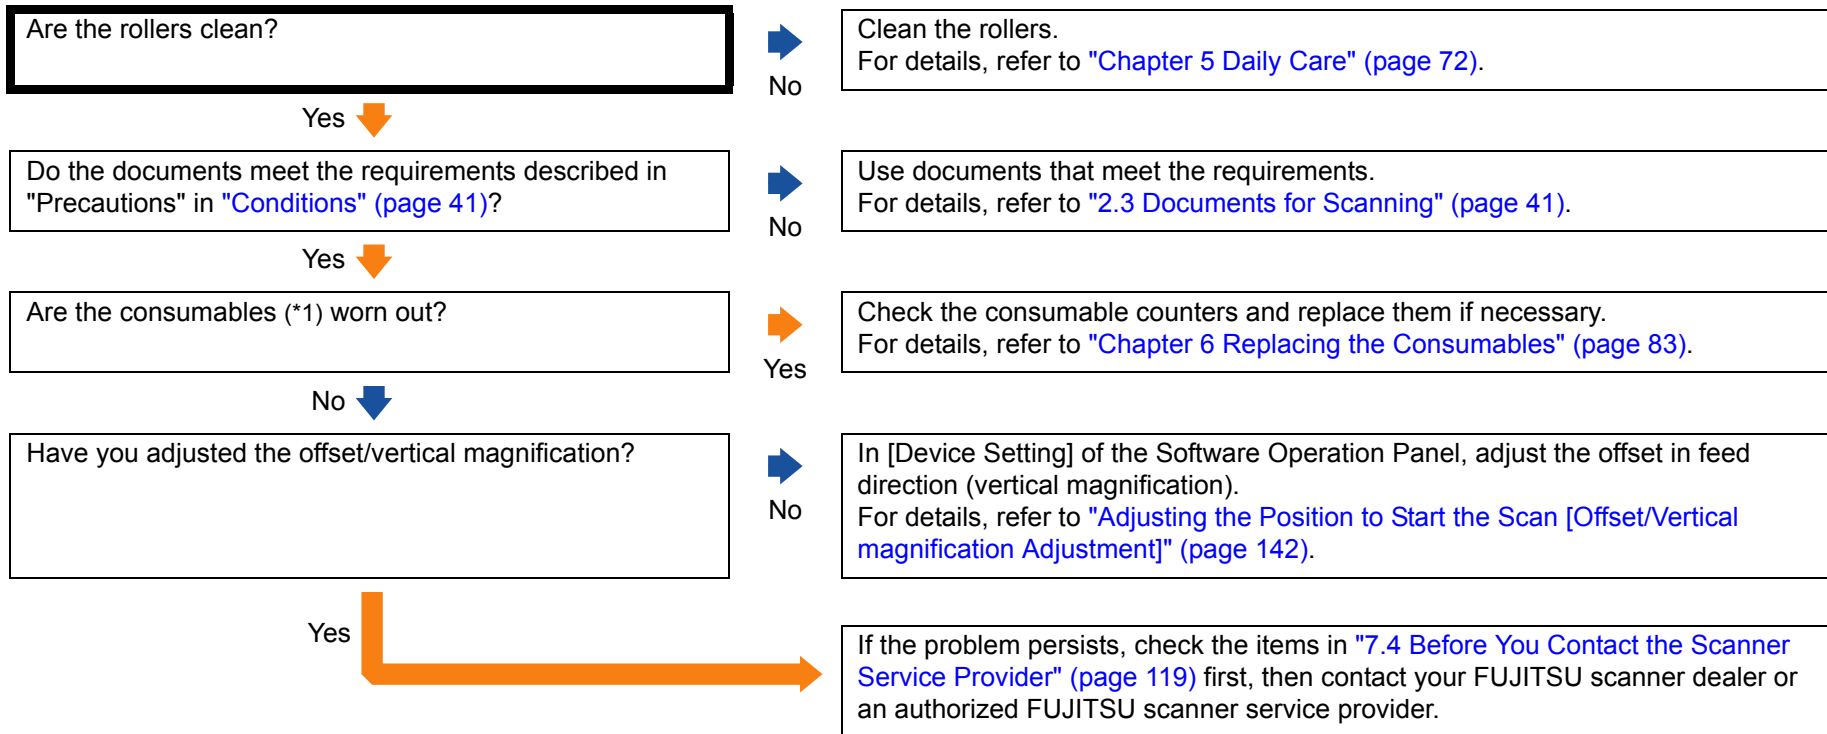 Are the rollers clean?
No
Clean the rollers.
For details, refer to "Chapter 5 Daily Care" (page 72).
Yes
Do the documents meet the requirements described in
"Precautions" in "Conditions" (page 41)?
No
Use documents that meet the requirements.
For details, refer to "2.3 Documents for Scanning" (page 41).
Yes
Are the consumables (*1) worn out?
Yes
Check the consumable counters and replace them if necessary.
For details, refer to "Chapter 6 Replacing the Consumables" (page 83).
No
Have you adjusted the offset/vertical magnification?
No
In [Device Setting] of the Software Operation Panel, adjust the offset in feed
direction (vertical magnification).
For details, refer to "Adjusting the Position to Start the Scan [Offset/Vertical
magnification Adjustment]" (page 142).
Yes
If the problem persists, check the items in "7.4 Before You Contact the Scanner
Service Provider" (page 119) first, then contact your FUJITSU scanner dealer or
an authorized FUJITSU scanner service provider.